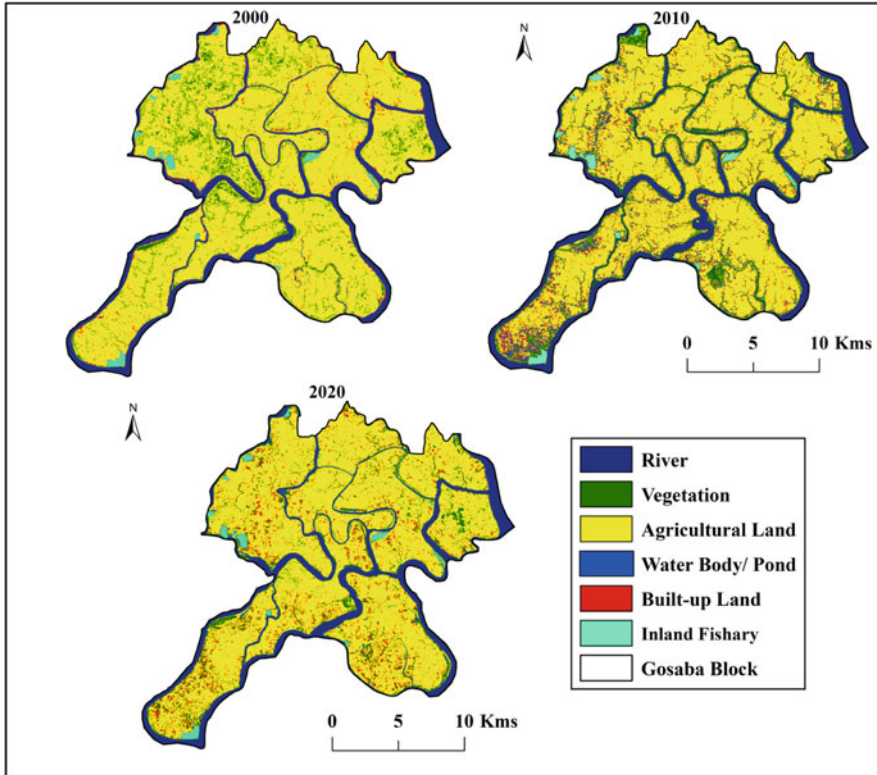 2000
2010
N
0 5 10 Kms
2020
N
River
Vegetation
Agricultural Land
Water Body/ Pond
Built-up Land
Inland Fishary
Gosaba Block
0 5 10 Kms